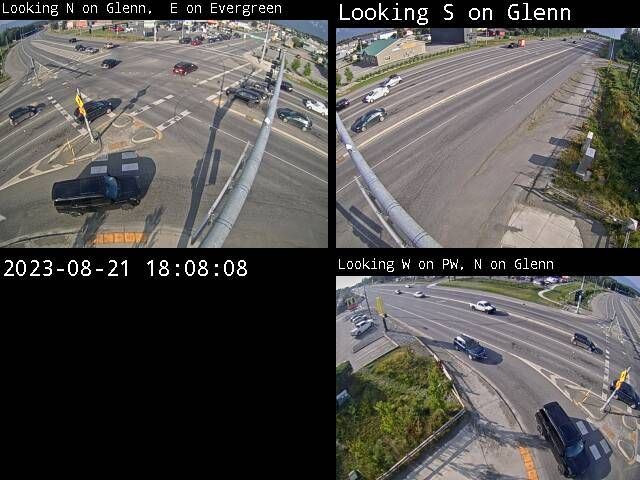 Looking N on Glenn, E on Evergreen
Looking S on Glenn
2023-08-21 18:08:08
Looking W on PW, N on Glenn